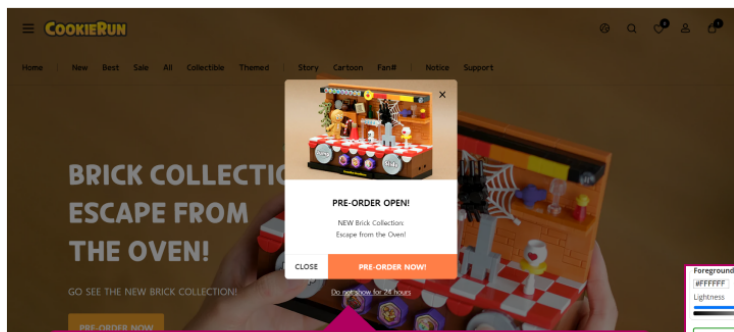 COOKIERUN
Home New Best Sale All Collectible Themed Story Cartoon Fan# Notice Support
BRICK COLLECTIO
ESCAPE FROM
THE OVEN!
GO SEE THE NEW BRICK COLLECTION!
PRE-ORDER NOW
PRE-ORDER OPEN!
NEW Brick Collection:
Escape from the Oven!
CLOSE
PRE-ORDER NOW!
Do not show for 24 hours
Foreground
#FFFFFF
Lightness